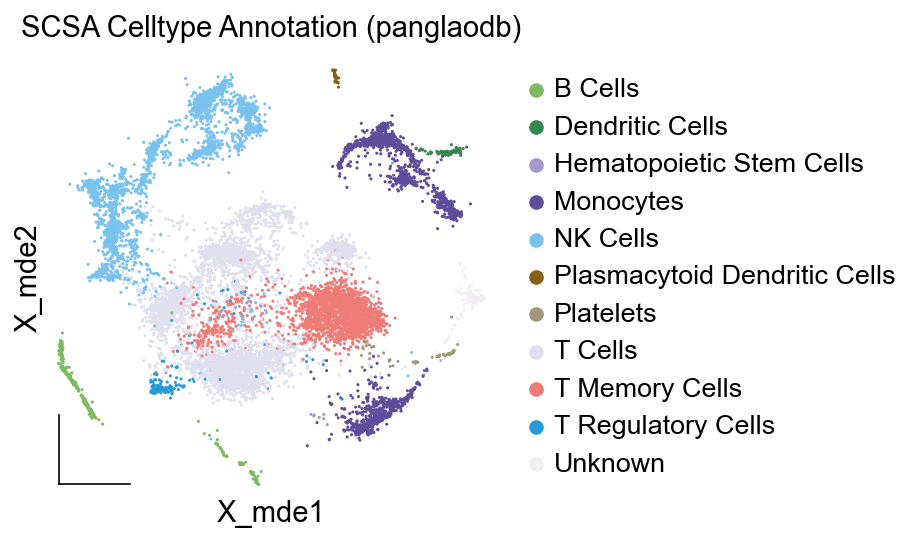 SCSA Celltype Annotation (panglaodb)
B Cells
Dendritic Cells
Hematopoietic Stem Cells
Monocytes
NK Cells
Plasmacytoid Dendritic Cells
Platelets
T Cells
T Memory Cells
T Regulatory Cells
Unknown
X_mde2
X_mde1